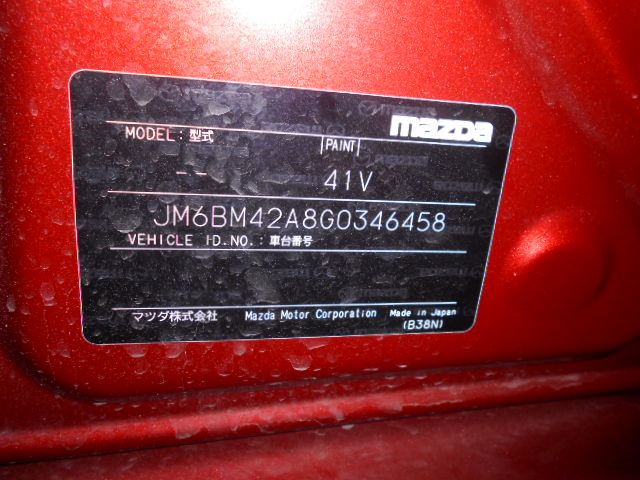 mazda
MODEL : 型式
PAINT
-- 41V
JM6BM42A8G0346458
VEHICLE ID.NO. : 車台番号
マツダ株式会社 Mazda Motor Corporation Made in Japan
(B38N)